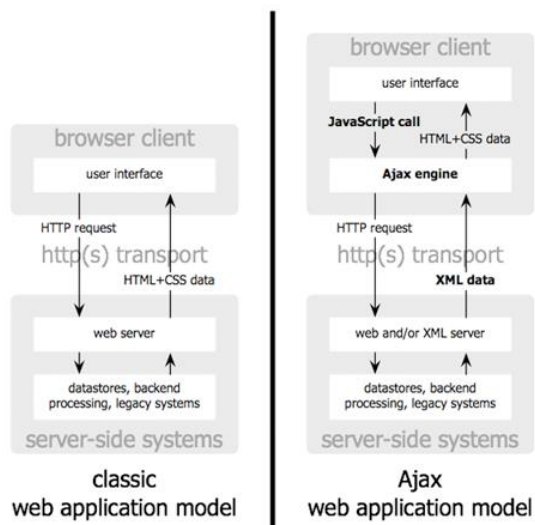 browser client
user interface
HTTP request
http(s) transport
HTML+CSS data
web server
datastores, backend
processing, legacy systems
server-side systems
classic
web application model
browser client
user interface
JavaScript call
HTML+CSS data
Ajax engine
HTTP request
http(s) transport
XML data
web and/or XML server
datastores, backend
processing, legacy systems
server-side systems
Ajax
web application model